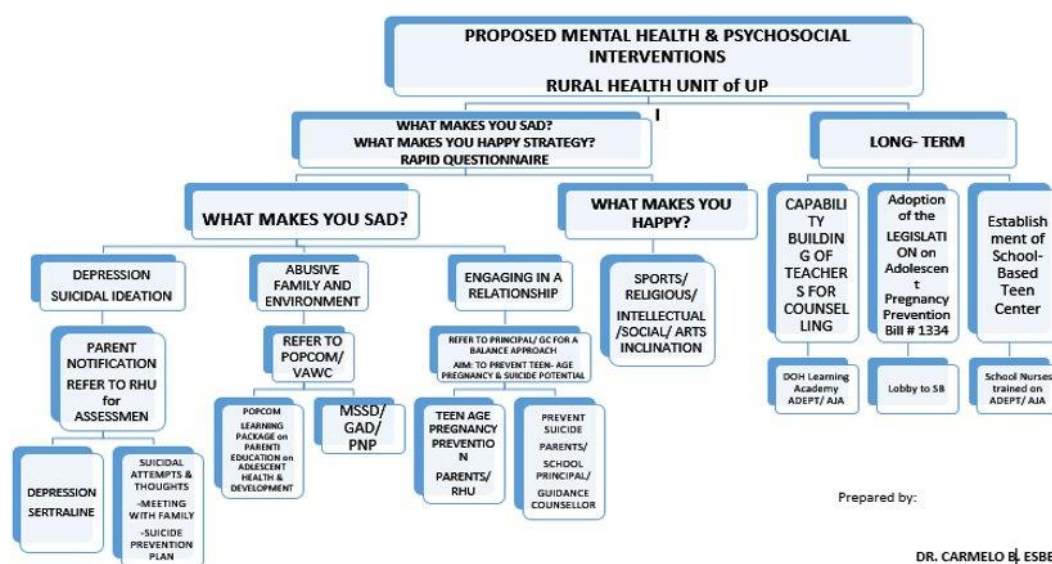 PROPOSED MENTAL HEALTH & PSYCHOSOCIAL
INTERVENTIONS
RURAL HEALTH UNIT of UP
WHAT MAKES YOU SAD?
WHAT MAKES YOU HAPPY STRATEGY?
RAPID QUESTIONNAIRE
LONG- TERM
WHAT MAKES YOU SAD?
WHAT MAKES YOU
HAPPY?
CAPABILI
TY
BUILDIN
G OF
TEACHER
S FOR
COUNSEL
LING
Adoption
of the
LEGISLATI
ON on
Adolescen
t
Pregnancy
Prevention
Bill # 1334
Establish
ment of
School-
Based
Teen
Center
DEPRESSION
SUICIDAL IDEATION
ABUSIVE
FAMILY AND
ENVIRONMENT
ENGAGING IN A
RELATIONSHIP
SPORTS/
RELIGIOUS/
INTELLECTUAL
/SOCIAL/ ARTS
INCLINATION
PARENT
NOTIFICATION
REFER TO RHU
for
ASSESSMEN
REFER TO
POPCOM/
VAWC
REFER TO PRINCIPAL/ GC FOR A
BALANCE APPROACH
AIM: TO PREVENT TEEN- AGE
PREGNANCY & SUICIDE POTENTIAL
DOH Learning
Academy
ADEPT/ AJA
Lobby to SB
School Nurses
trained on
ADEPT/ AJA
DEPRESSION
SERTRALINE
SUICIDAL
ATTEMPTS &
THOUGHTS
-MEETING
WITH FAMILY
-SUICIDE
PREVENTION
PLAN
POPCOM
LEARNING
PACKAGE on
PARENTI
EDUCATION on
ADLESCENT
HEALTH &
DEVELOPMENT
MSSD/
GAD/
PNP
TEEN AGE
PREGNANCY
PREVENTIO
N
PARENTS/
RHU
PREVENT
SUICIDE
PARENTS/
SCHOOL
PRINCIPAL/
GUIDANCE
COUNSELLOR
Prepared by:
DR. CARMELO B. ESBE